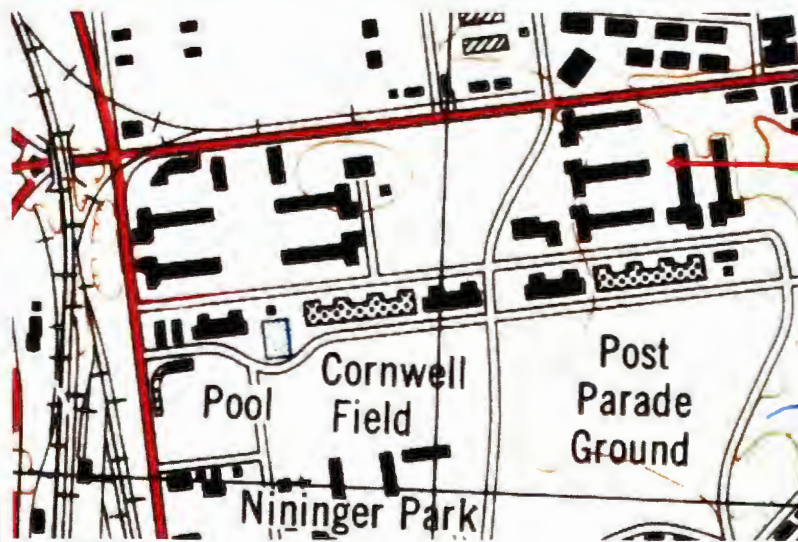 Pool
Cornwell
Field
Post
Parade
Ground
Nininger Park